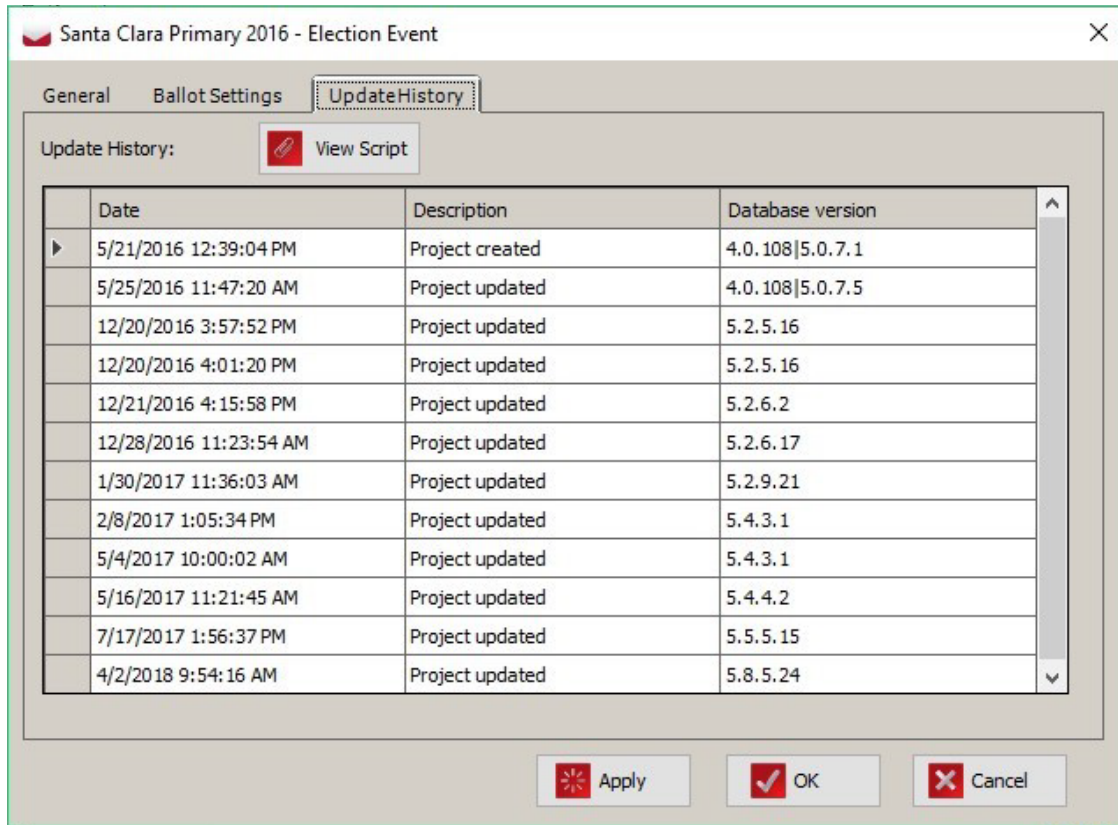 Santa Clara Primary 2016 - Election Event
General Ballot Settings UpdateHistory
Update History: View Script
Date Description Database version
5/21/2016 12:39:04 PM Project created 4.0.108|5.0.7.1
5/25/2016 11:47:20 AM Project updated 4.0.108|5.0.7.5
12/20/2016 3:57:52 PM Project updated 5.2.5.16
12/20/2016 4:01:20 PM Project updated 5.2.5.16
12/21/2016 4:15:58 PM Project updated 5.2.6.2
12/28/2016 11:23:54 AM Project updated 5.2.6.17
1/30/2017 11:36:03 AM Project updated 5.2.9.21
2/8/2017 1:05:34 PM Project updated 5.4.3.1
5/4/2017 10:00:02 AM Project updated 5.4.3.1
5/16/2017 11:21:45 AM Project updated 5.4.4.2
7/17/2017 1:56:37 PM Project updated 5.5.5.15
4/2/2018 9:54:16 AM Project updated 5.8.5.24
Apply OK Cancel